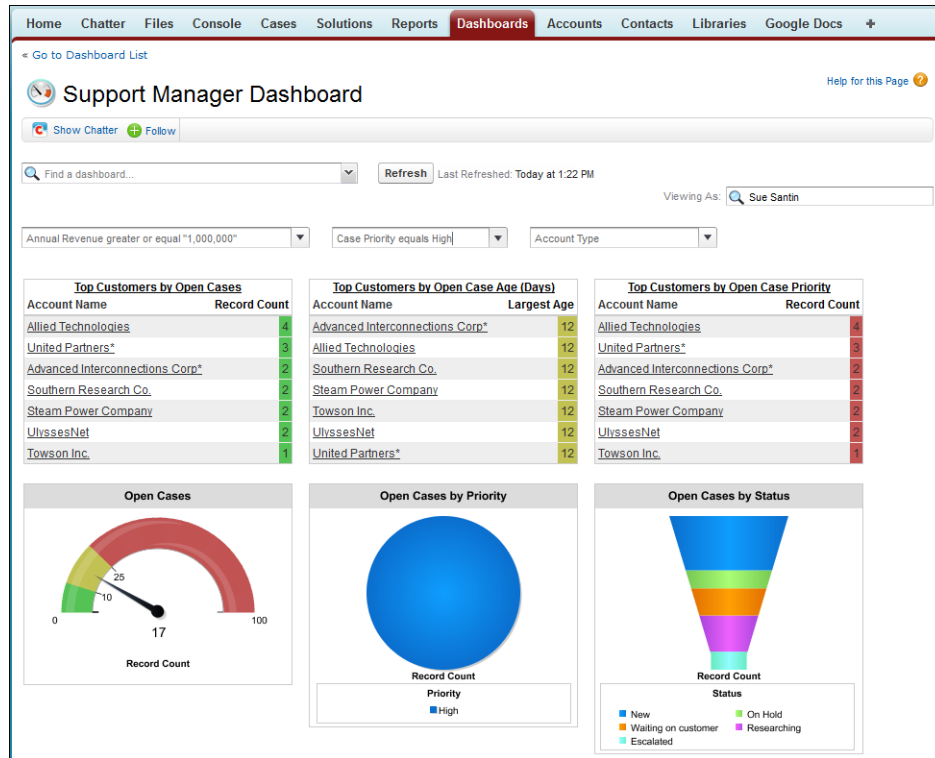 Home Chatter Files Console Cases Solutions Reports Dashboards Accounts Contacts Libraries Google Docs +
« Go to Dashboard List
Help for this Page ?
Support Manager Dashboard
Show Chatter Follow
Find a dashboard... Refresh Last Refreshed: Today at 1:22 PM
Viewing As: Sue Santin
Annual Revenue greater or equal "1,000,000" Case Priority equals High Account Type
Top Customers by Open Cases
Account Name Record Count
Allied Technologies 4
United Partners* 3
Advanced Interconnections Corp* 2
Southern Research Co. 2
Steam Power Company 2
UlyssesNet 2
Towson Inc. 1
Top Customers by Open Case Age (Days)
Account Name Largest Age
Advanced Interconnections Corp* 12
Allied Technologies 12
Southern Research Co. 12
Steam Power Company 12
Towson Inc. 12
UlyssesNet 12
United Partners* 12
Top Customers by Open Case Priority
Account Name Record Count
Allied Technologies 4
United Partners* 3
Advanced Interconnections Corp* 2
Southern Research Co. 2
Steam Power Company 2
UlyssesNet 2
Towson Inc. 1
Open Cases
25
10
0 100
17
Record Count
Open Cases by Priority
Record Count
Priority
High
Open Cases by Status
Record Count
Status
New On Hold
Waiting on customer Researching
Escalated